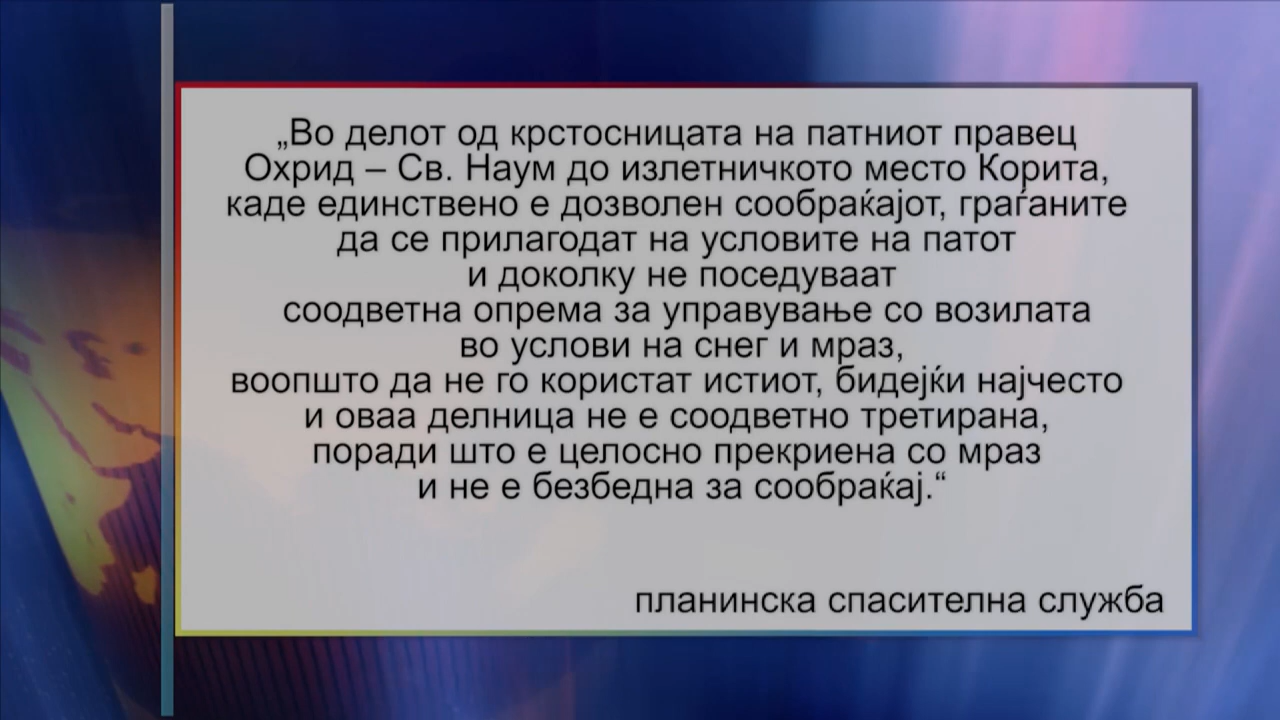 „Во делот од крстосницата на патниот правец
Охрид – Св. Наум до излетничкото место Корита,
каде единствено е дозволен сообраќајот, граѓаните
да се прилагодат на условите на патот
и доколку не поседуваат
соодветна опрема за управување со возилата
во услови на снег и мраз,
воопшто да не го користат истиот, бидејќи најчесто
и оваа делница не е соодветно третирана,
поради што е целосно прекриена со мраз
и не е безбедна за сообраќај.“
планинска спасителна служба